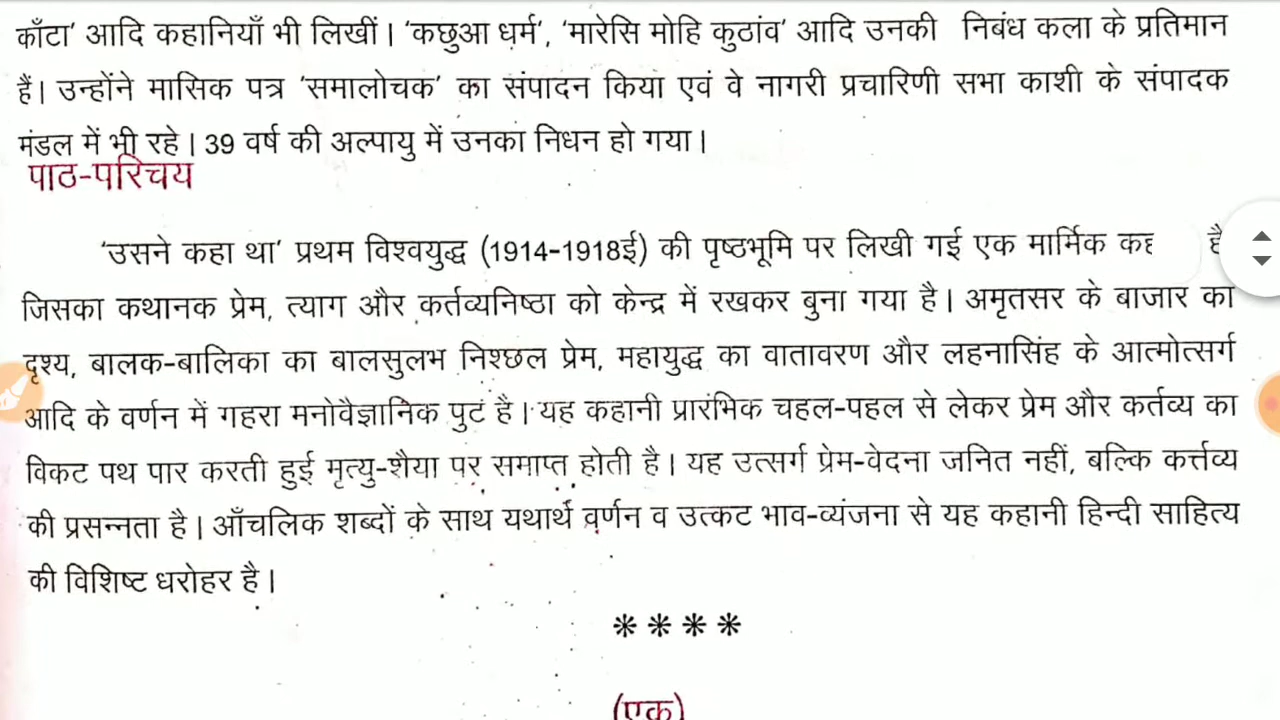 काँटा' आदि कहानियाँ भी लिखीं। 'कछुआ धर्म', 'मारेसि मोहि कुठांव' आदि उनकी निबंध कला के प्रतिमान
हैं। उन्होंने मासिक पत्र 'समालोचक' का संपादन किया एवं वे नागरी प्रचारिणी सभा काशी के संपादक
मंडल में भी रहे। 39 वर्ष की अल्पायु में उनका निधन हो गया।
पाठ-परिचय
'उसने कहा था' प्रथम विश्वयुद्ध (1914-1918ई) की पृष्ठभूमि पर लिखी गई एक मार्मिक है
जिसका कथानक प्रेम, त्याग और कर्तव्यनिष्ठा को केन्द्र में रखकर बुना गया है। अमृतसर के बाजार का
दृश्य, बालक-बालिका का बालसुलभ निश्छल प्रेम, महायुद्ध का वातावरण और लहनासिंह के आत्मोत्सर्ग
आदि के वर्णन में गहरा मनोवैज्ञानिक पुट है। यह कहानी प्रारंभिक चहल-पहल से लेकर प्रेम और कर्तव्य का
विकट पथ पार करती हुई मृत्यु-शैया पर समाप्त होती है। यह उत्सर्ग प्रेम-वेदना जनित नहीं, बल्कि कर्त्तव्य
की प्रसन्नता है। आँचलिक शब्दों के साथ यथार्थ वर्णन व उत्कट भाव-व्यंजना से यह कहानी हिन्दी साहित्य
की विशिष्ट धरोहर है।
****
(एक)